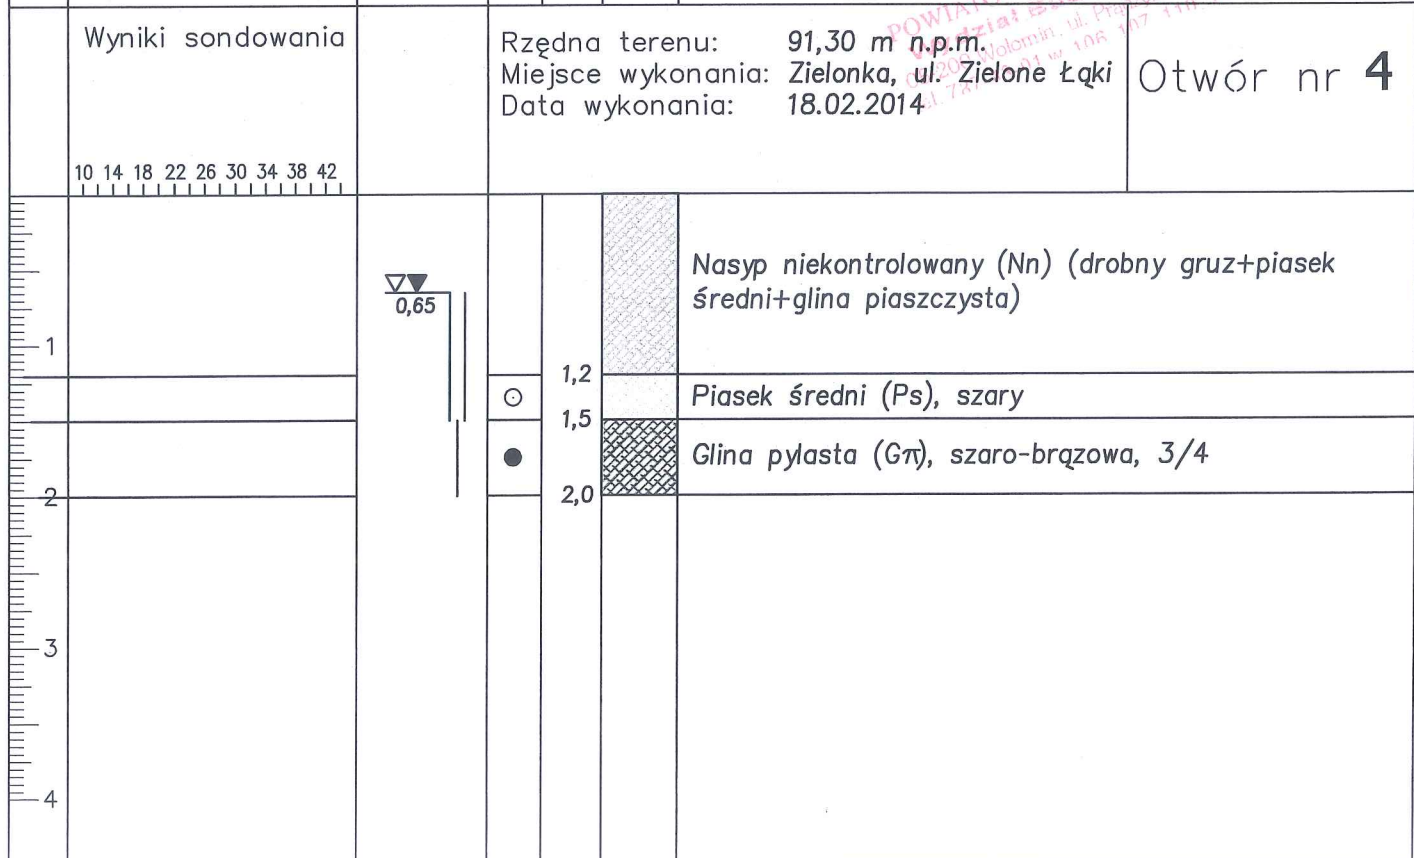 Wyniki sondowania
10 14 18 22 26 30 34 38 42
Rzędna terenu: 91,30 m n.p.m.
Miejsce wykonania: Zielonka, ul. Zielone Łąki
Data wykonania: 18.02.2014
Otwór nr 4
Nasyp niekontrolowany (Nn) (drobny gruz+piasek
średni+glina piaszczysta)
0,65
1
1,2
Piasek średni (Ps), szary
1,5
Glina pylasta (Gπ), szaro-brązowa, 3/4
2
2,0
3
4